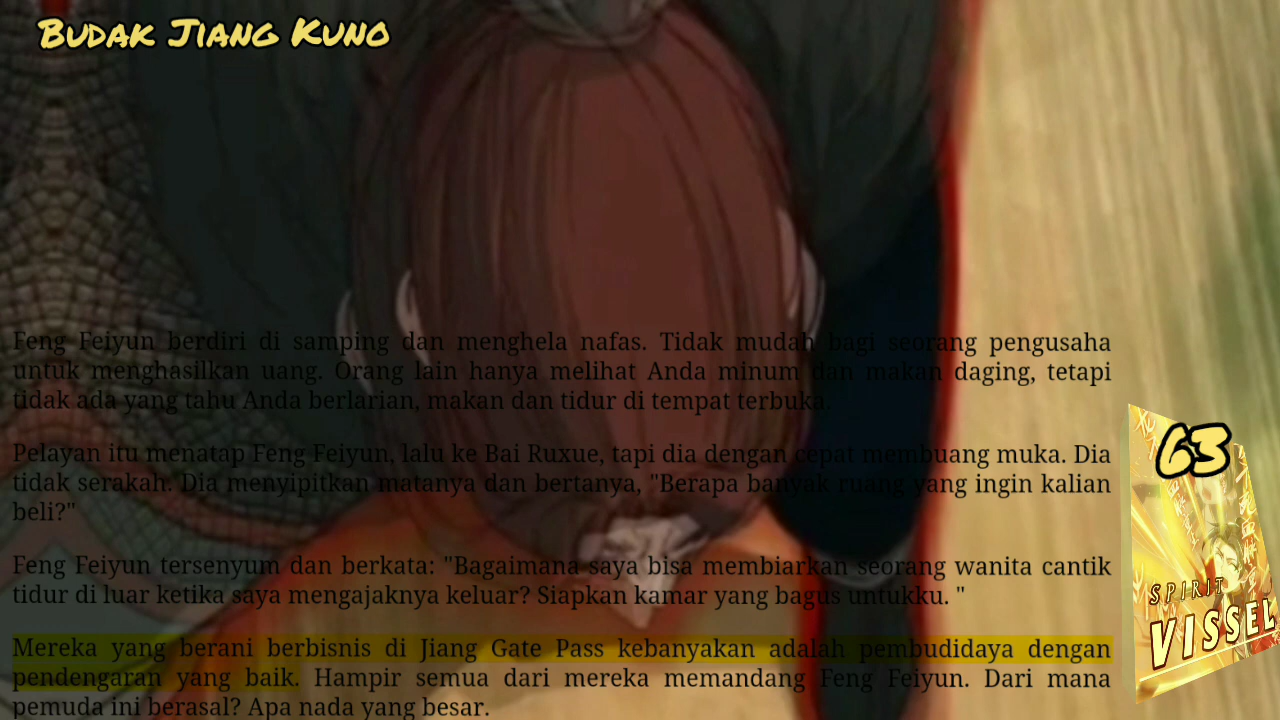 Budak Jiang Kuno
Feng Feiyun berdiri di samping dan menghela nafas. Tidak mudah bagi seorang pengusaha
untuk menghasilkan uang. Orang lain hanya melihat Anda minum dan makan daging, tetapi
tidak ada yang tahu Anda berlarian, makan dan tidur di tempat terbuka.
Pelayan itu menatap Feng Feiyun, lalu ke Bai Ruxue, tapi dia dengan cepat membuang muka. Dia
tidak serakah. Dia menyipitkan matanya dan bertanya, "Berapa banyak ruang yang ingin kalian
beli?"
Feng Feiyun tersenyum dan berkata: "Bagaimana saya bisa membiarkan seorang wanita cantik
tidur di luar ketika saya mengajaknya keluar? Siapkan kamar yang bagus untukku. "
Mereka yang berani berbisnis di Jiang Gate Pass kebanyakan adalah pembudidaya dengan
pendengaran yang baik. Hampir semua dari mereka memandang Feng Feiyun. Dari mana
pemuda ini berasal? Apa nada yang besar.
63
SPIRIT
VISSEL